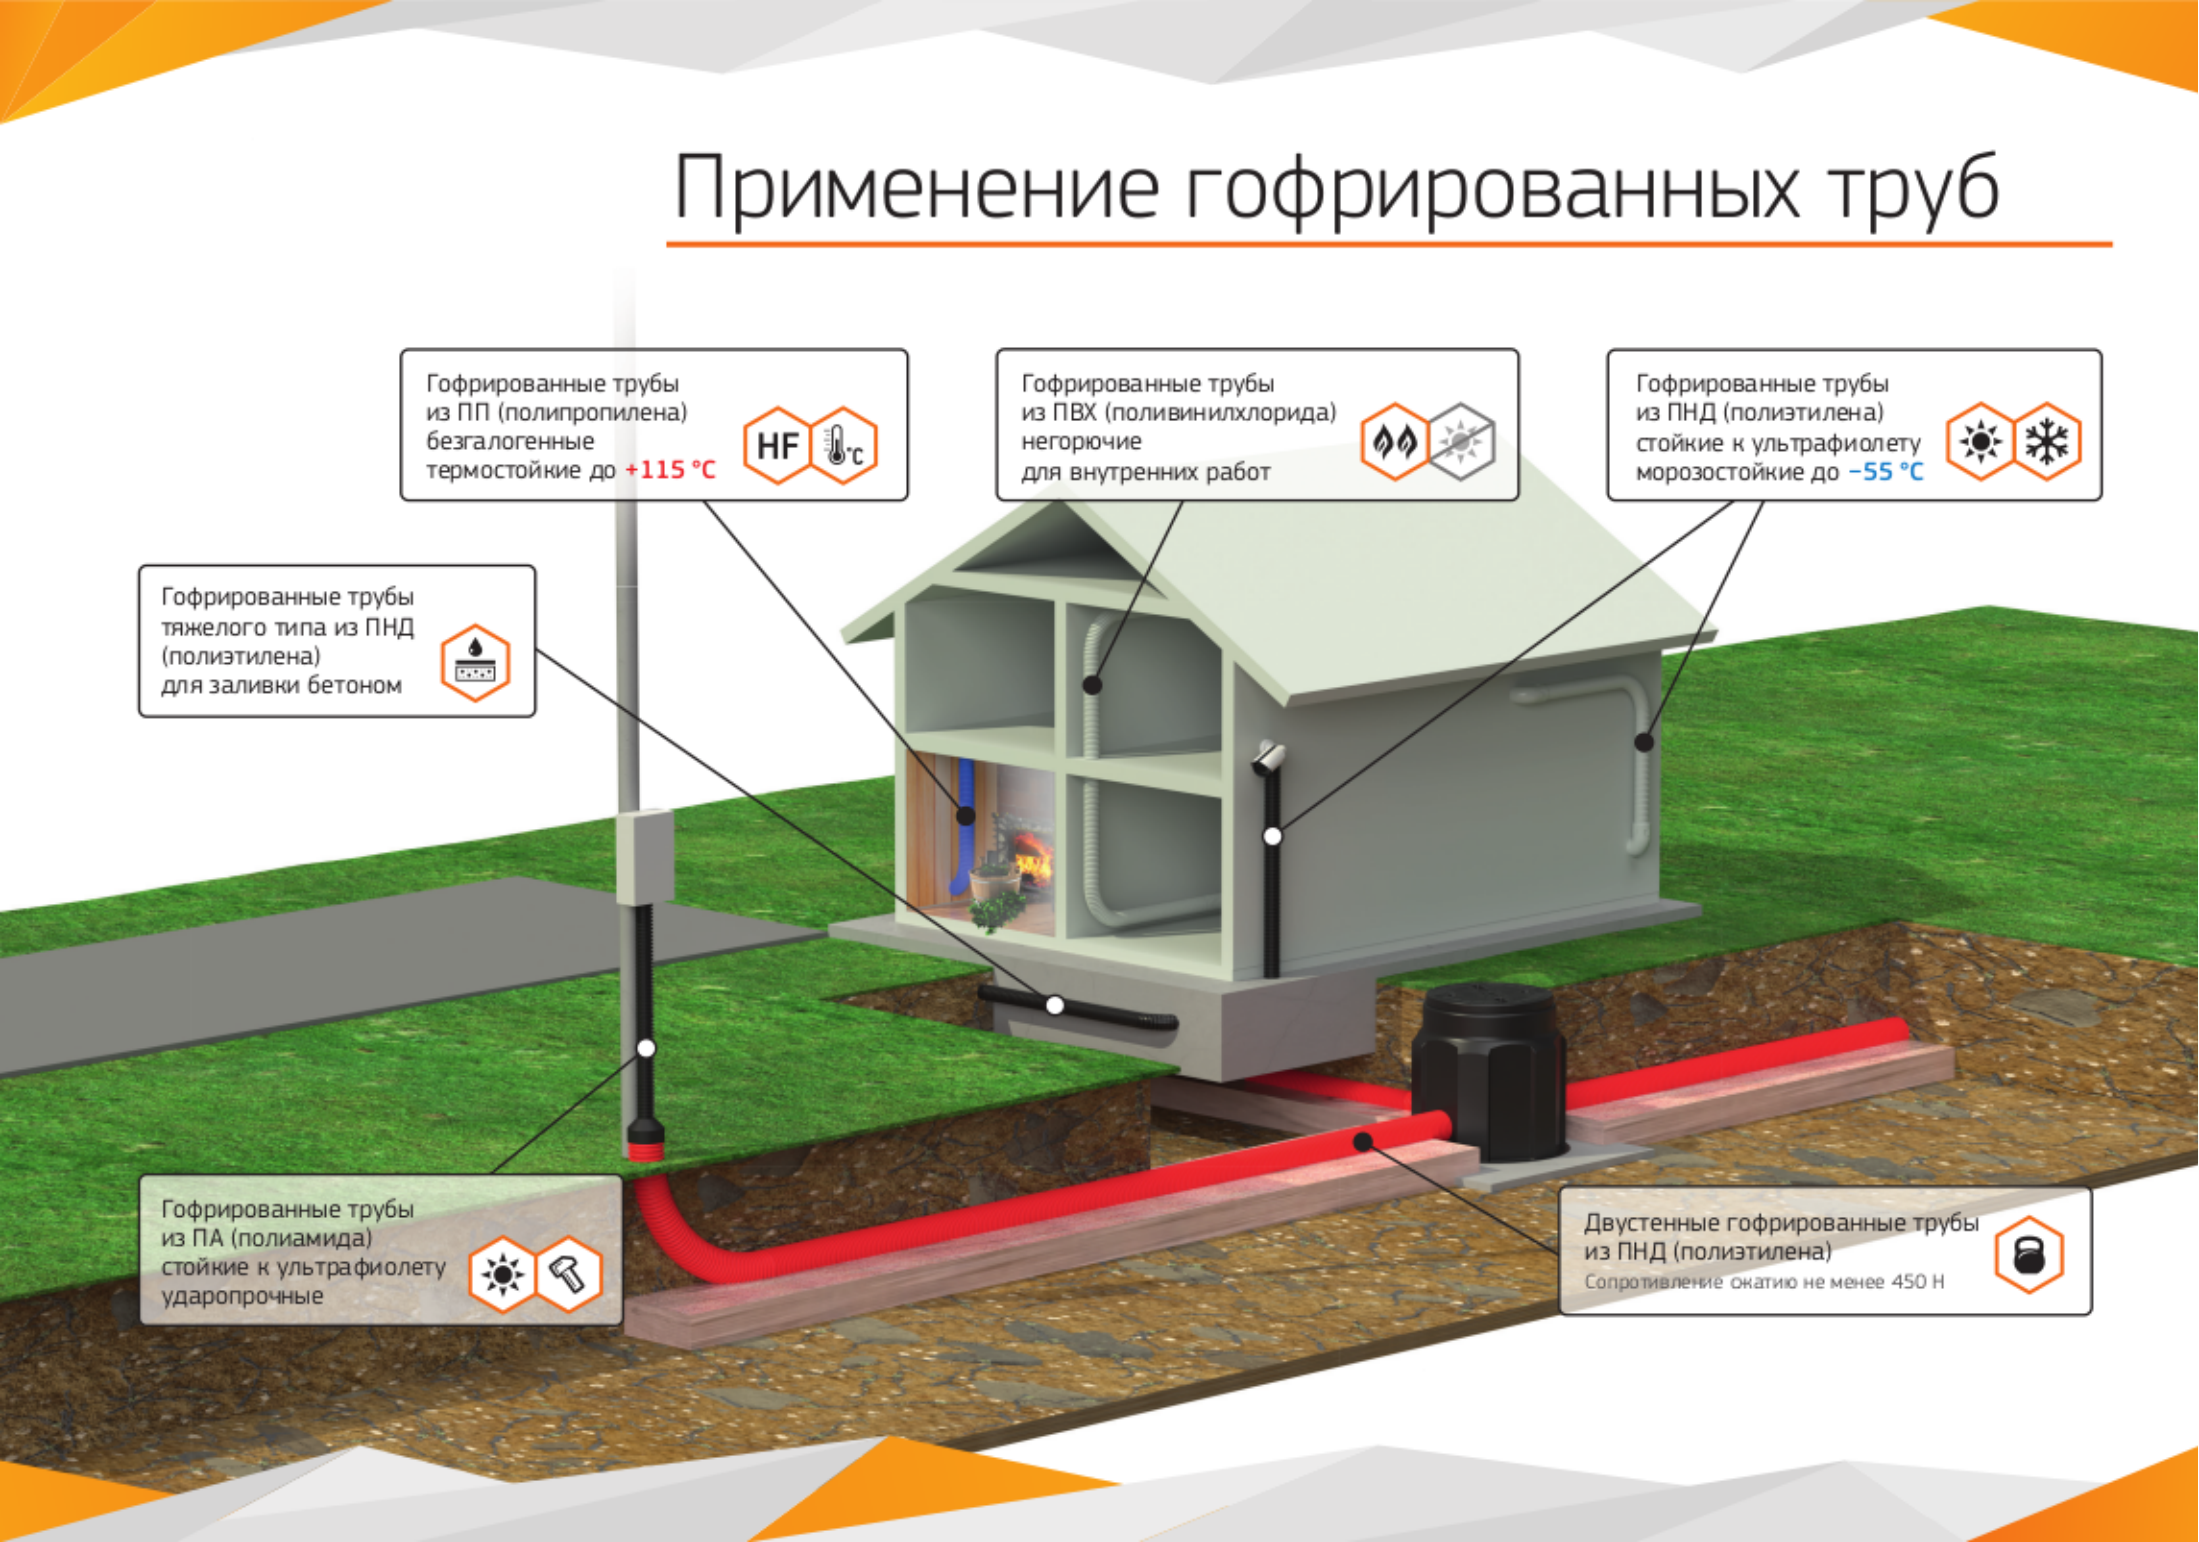 Применение гофрированных труб
Гофрированные трубы
из ПП (полипропилена)
безгалогенные
термостойкие до +115 °C
HF
°C
Гофрированные трубы
из ПВХ (поливинилхлорида)
негорючие
для внутренних работ
Гофрированные трубы
из ПНД (полиэтилена)
стойкие к ультрафиолету
морозостойкие до –55 °C
Гофрированные трубы
тяжелого типа из ПНД
(полиэтилена)
для заливки бетоном
Гофрированные трубы
из ПА (полиамида)
стойкие к ультрафиолету
ударопрочные
Двустенные гофрированные трубы
из ПНД (полиэтилена)
Сопротивление сжатию не менее 450 Н